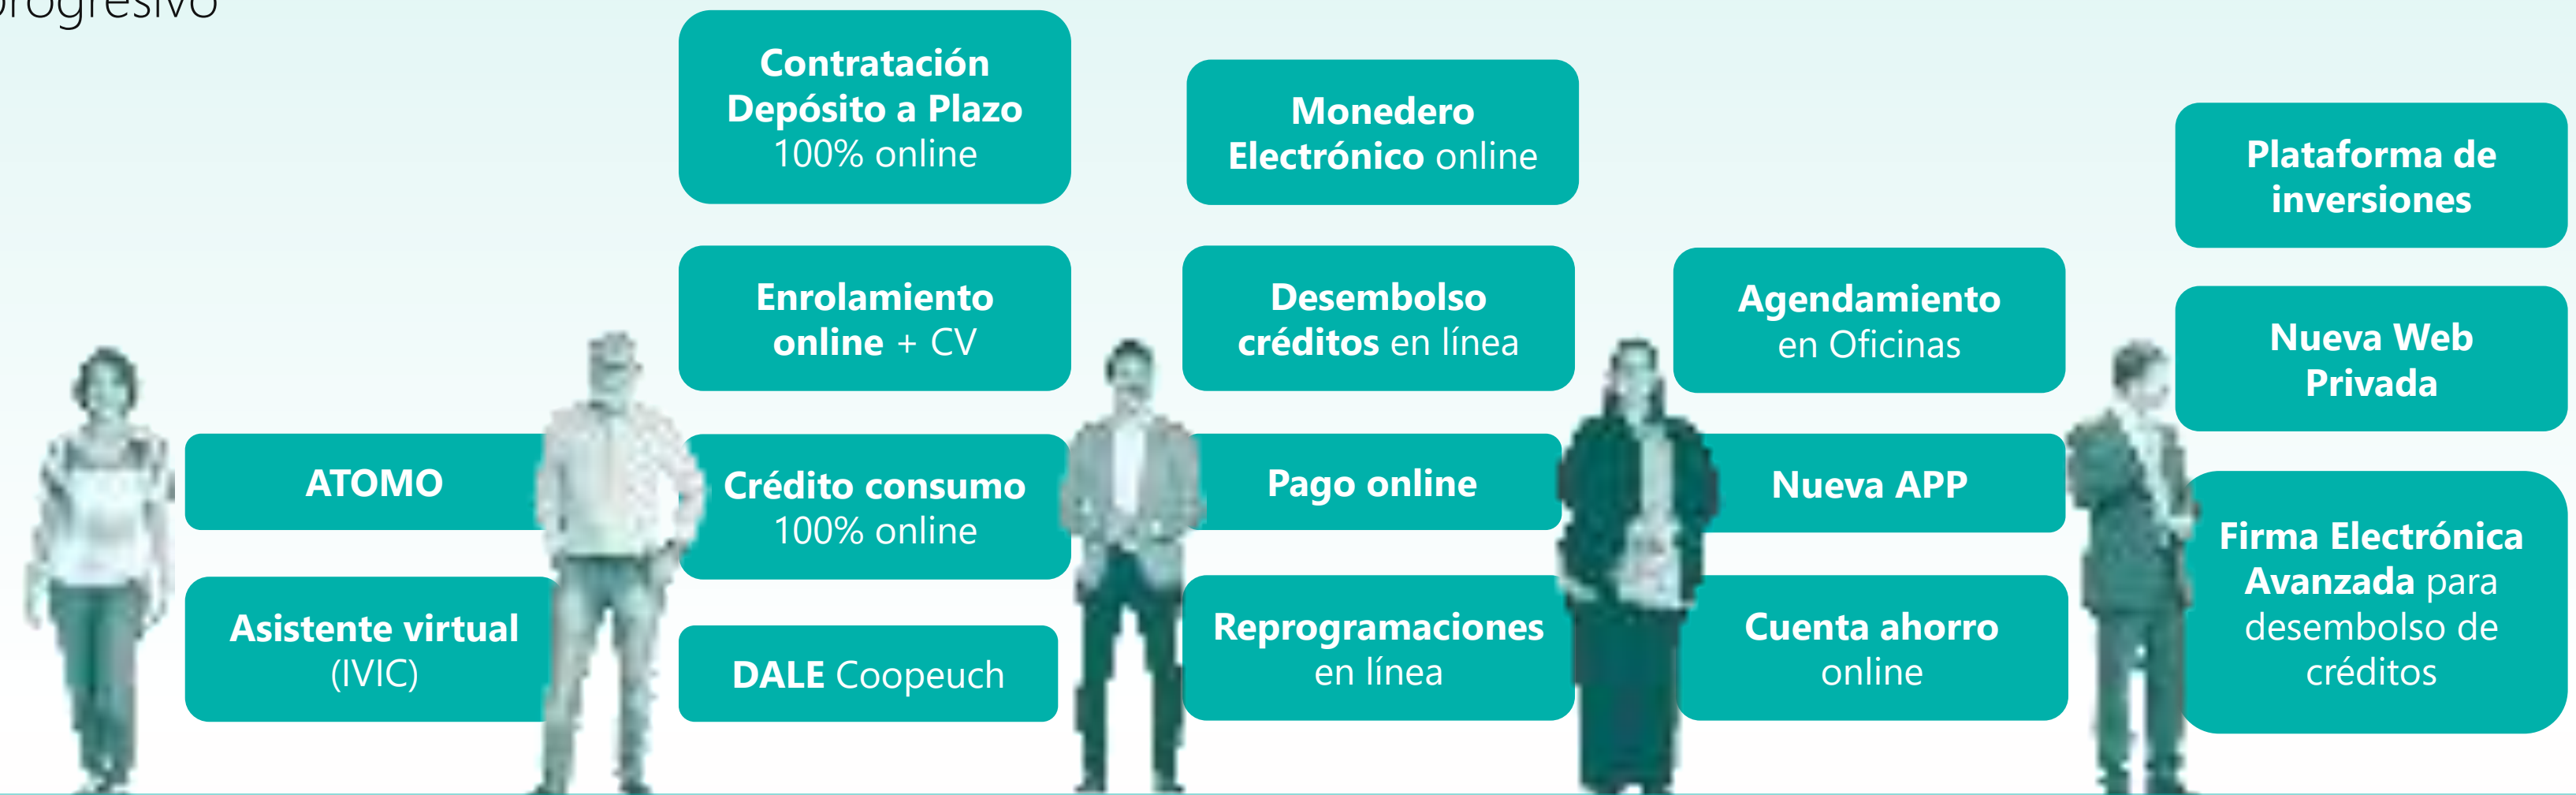 progresivo
ATOMO
Asistente virtual
(IVIC)
Contratación
Depósito a Plazo
100% online
Enrolamiento
online + CV
Crédito consumo
100% online
DALE Coopeuch
Monedero
Electrónico online
Desembolso
créditos en línea
Pago online
Reprogramaciones
en línea
Agendamiento
en Oficinas
Nueva APP
Cuenta ahorro
online
Plataforma de
inversiones
Nueva Web
Privada
Firma Electrónica
Avanzada para
desembolso de
créditos